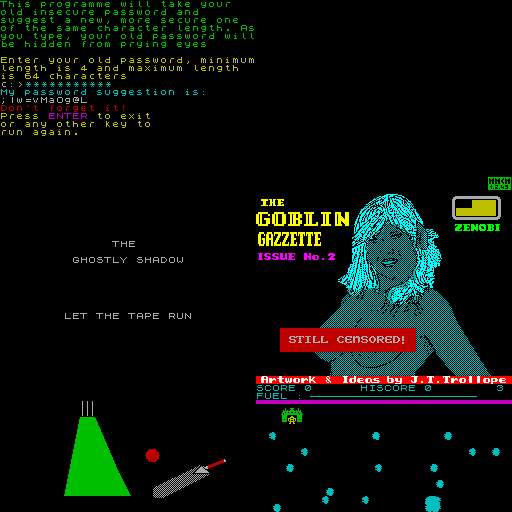 This programme will take your
old insecure password and
suggest a new, more secure one
of the same character length. As
you type, your old password will
be hidden from prying eyes
Enter your old password, minimum
length is 4 and maximum length
is 64 characters
c:>***********
My password suggestion is:
Don't forget it!
Press ENTER to exit
or any other key to
run again.
THE
GHOSTLY SHADOW
LET THE TAPE RUN
THE
GOBLIN
GAZZETTE
ISSUE No.2
ZENOBI
STILL CENSORED!
Artwork & Ideas by J.T.Trollope
SCORE 0 HISCORE 0 3
FUEL :